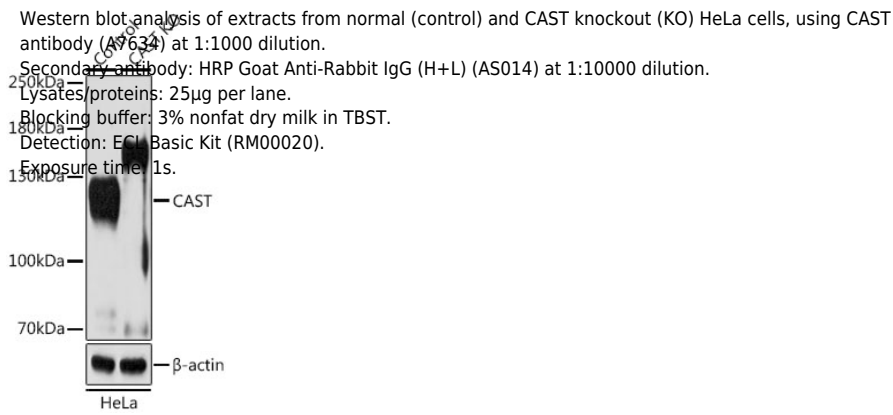 Western blot analysis of extracts from normal (control) and CAST knockout (KO) HeLa cells, using CAST
antibody (A7634) at 1:1000 dilution.
Secondary antibody: HRP Goat Anti-Rabbit IgG (H+L) (AS014) at 1:10000 dilution.
Lysates/proteins: 25μg per lane.
Blocking buffer: 3% nonfat dry milk in TBST.
Detection: ECL Basic Kit (RM00020).
Exposure time: 1s.
Control
CAST KO
250kDa
180kDa
130kDa
CAST
100kDa
70kDa
β-actin
HeLa